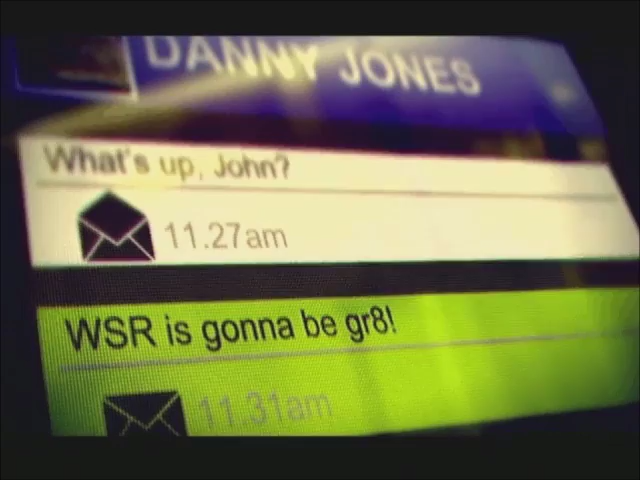 DANNY JONES
What's up, John?
11.27am
WSR is gonna be gr8!
11.31am